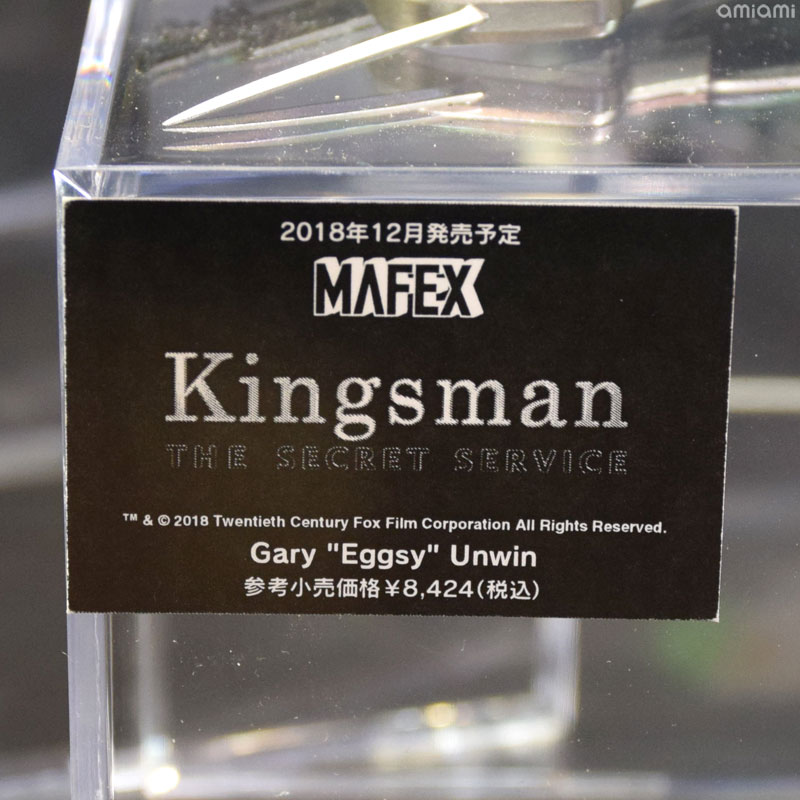 amiami
2018年12月発売予定
MAFEX
Kingsman
THE SECRET SERVICE
™ & © 2018 Twentieth Century Fox Film Corporation All Rights Reserved.
Gary "Eggsy" Unwin
参考小売価格¥8,424(税込)